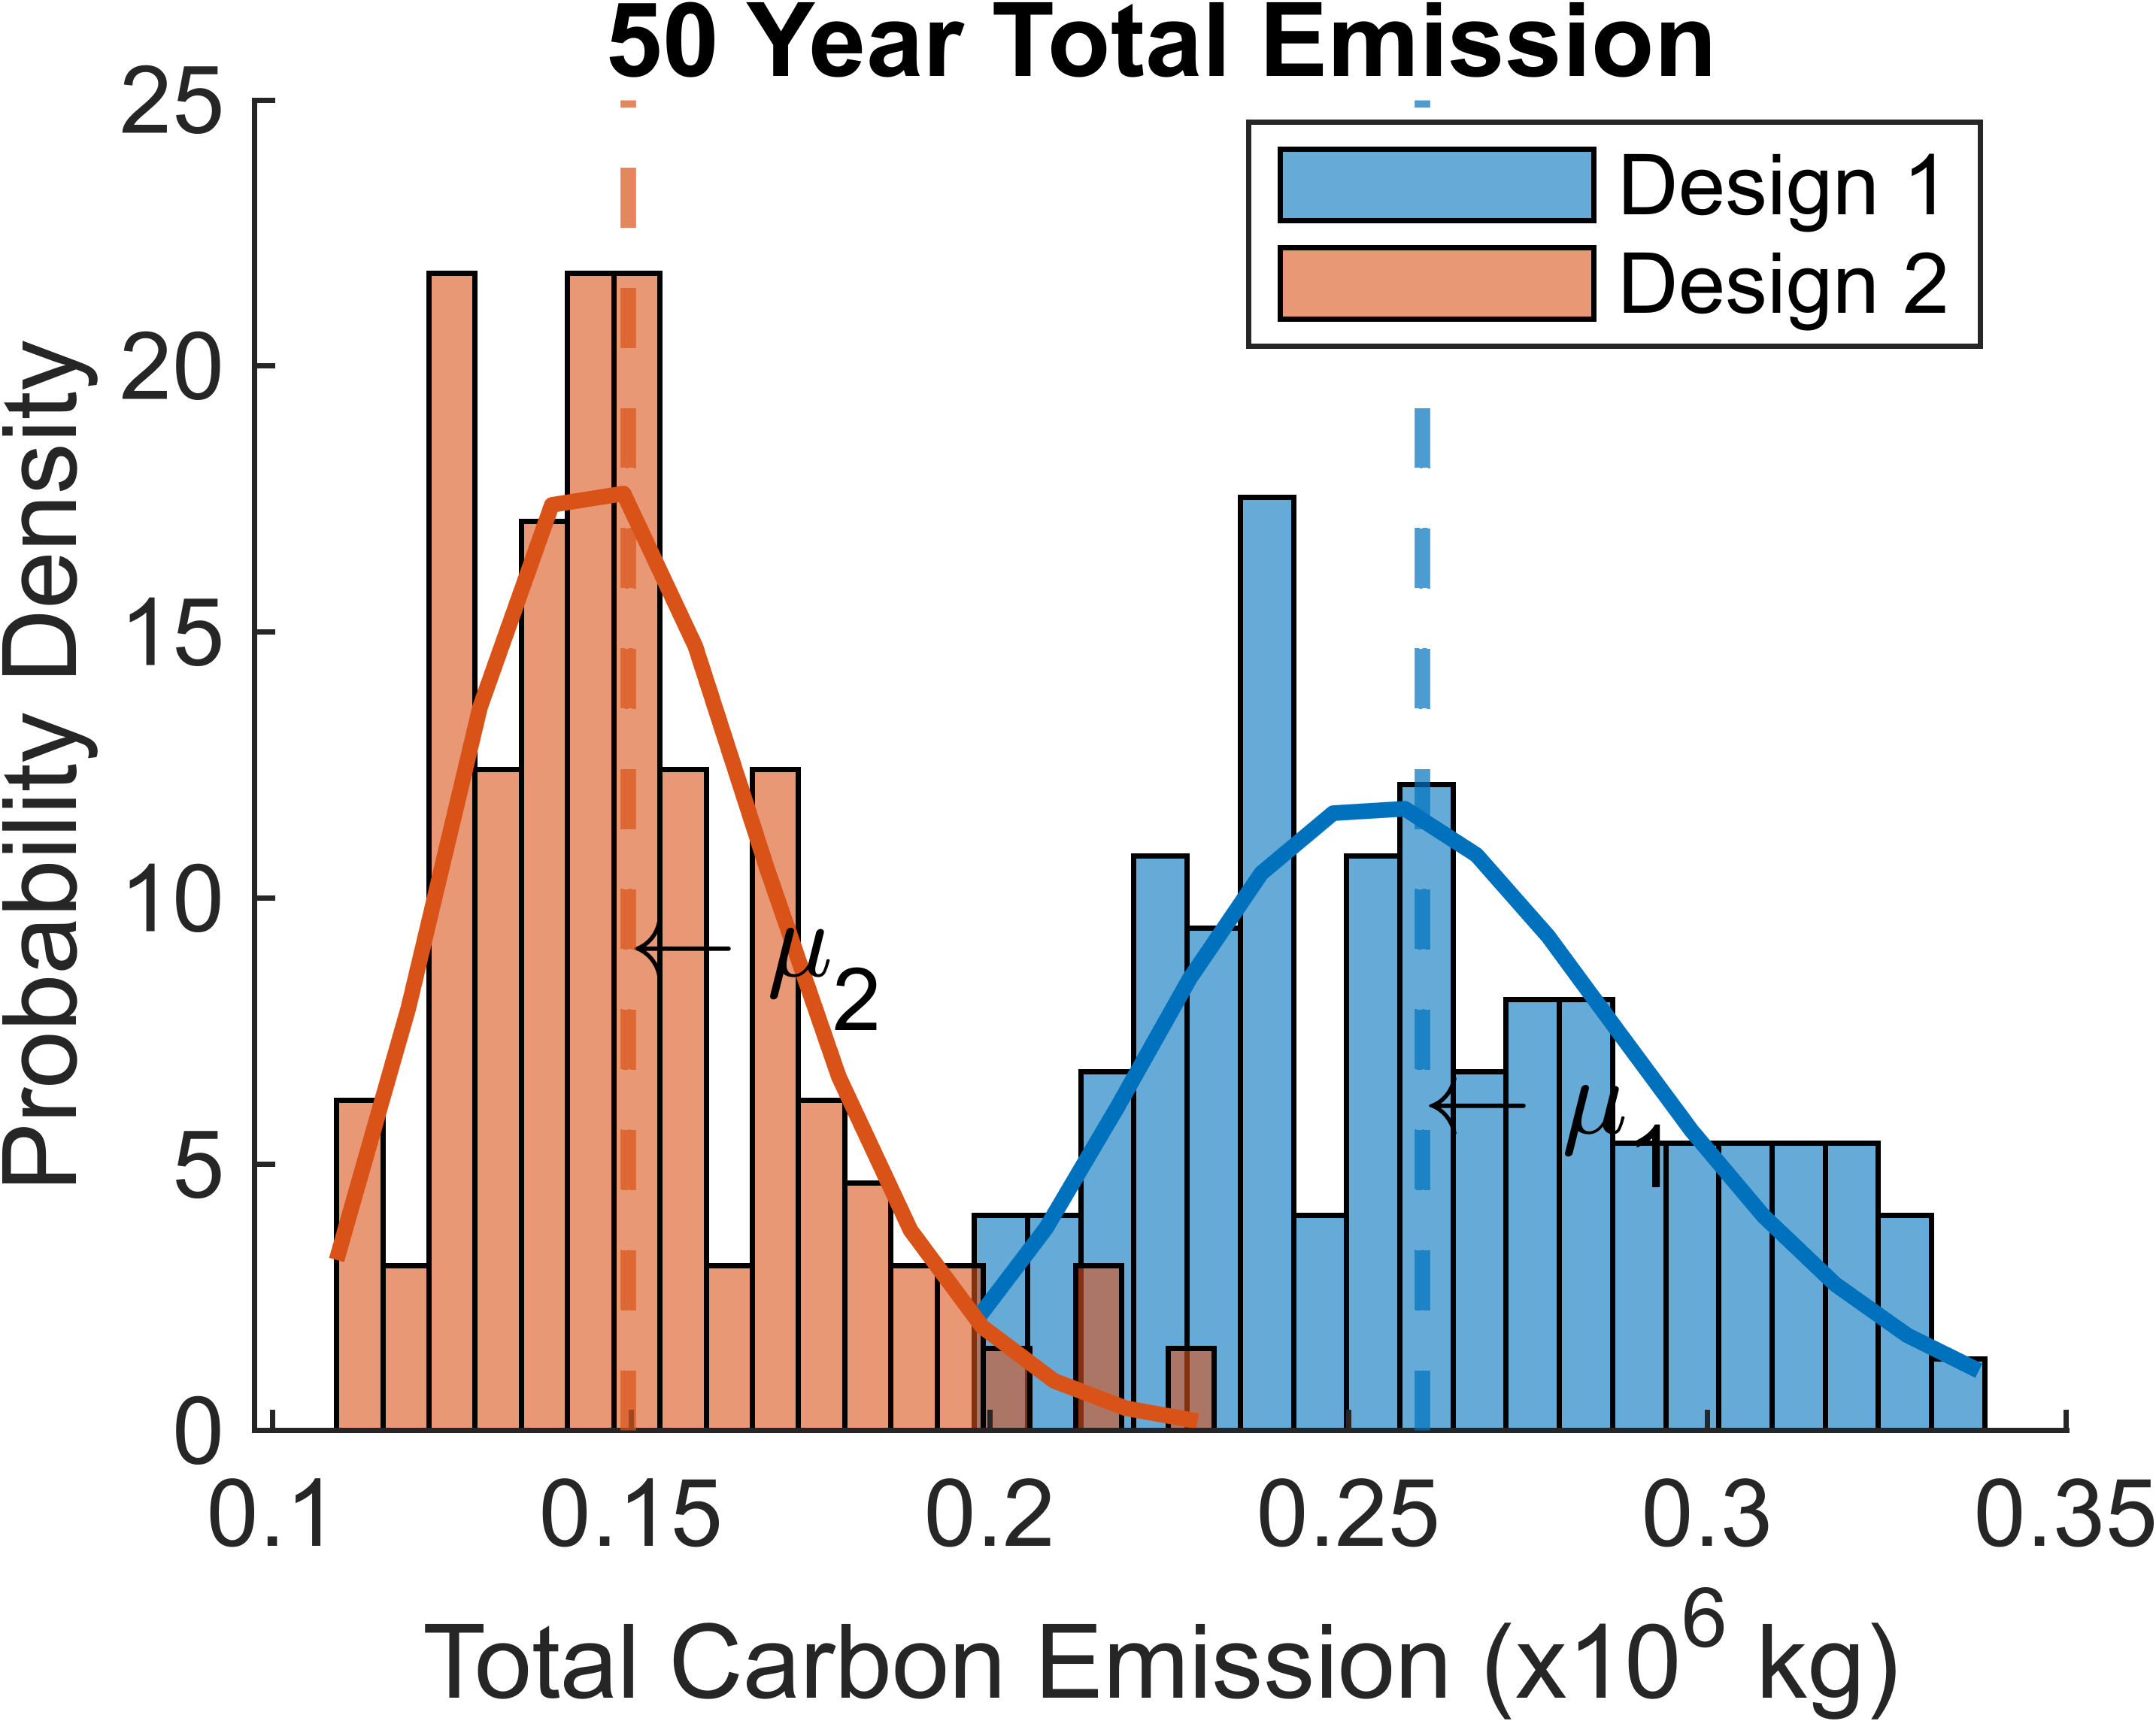 50 Year Total Emission
Design 1
Design 2
Probability Density
25
20
15
10
5
0
μ2
μ1
0.1 0.15 0.2 0.25 0.3 0.35
Total Carbon Emission (x10⁶ kg)